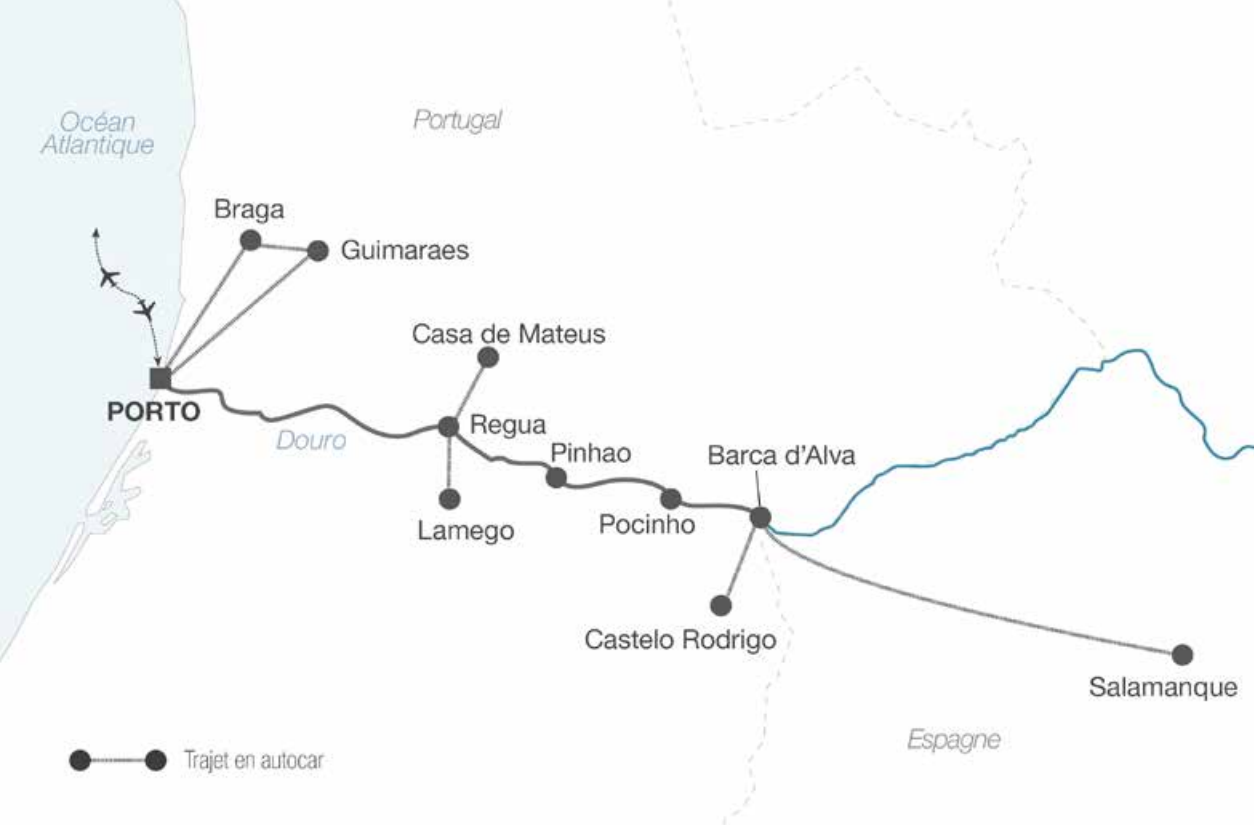 Océan
Atlantique
Portugal
Braga
Guimaraes
Casa de Mateus
PORTO
Regua
Douro
Pinhao
Barca d'Alva
Lamego
Pocinho
Castelo Rodrigo
Salamanque
Espagne
Trajet en autocar